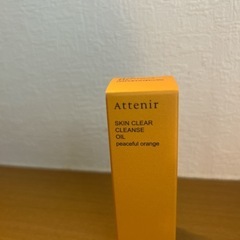 Attenir
SKIN CLEAR
CLEANSE
OIL
peaceful orange